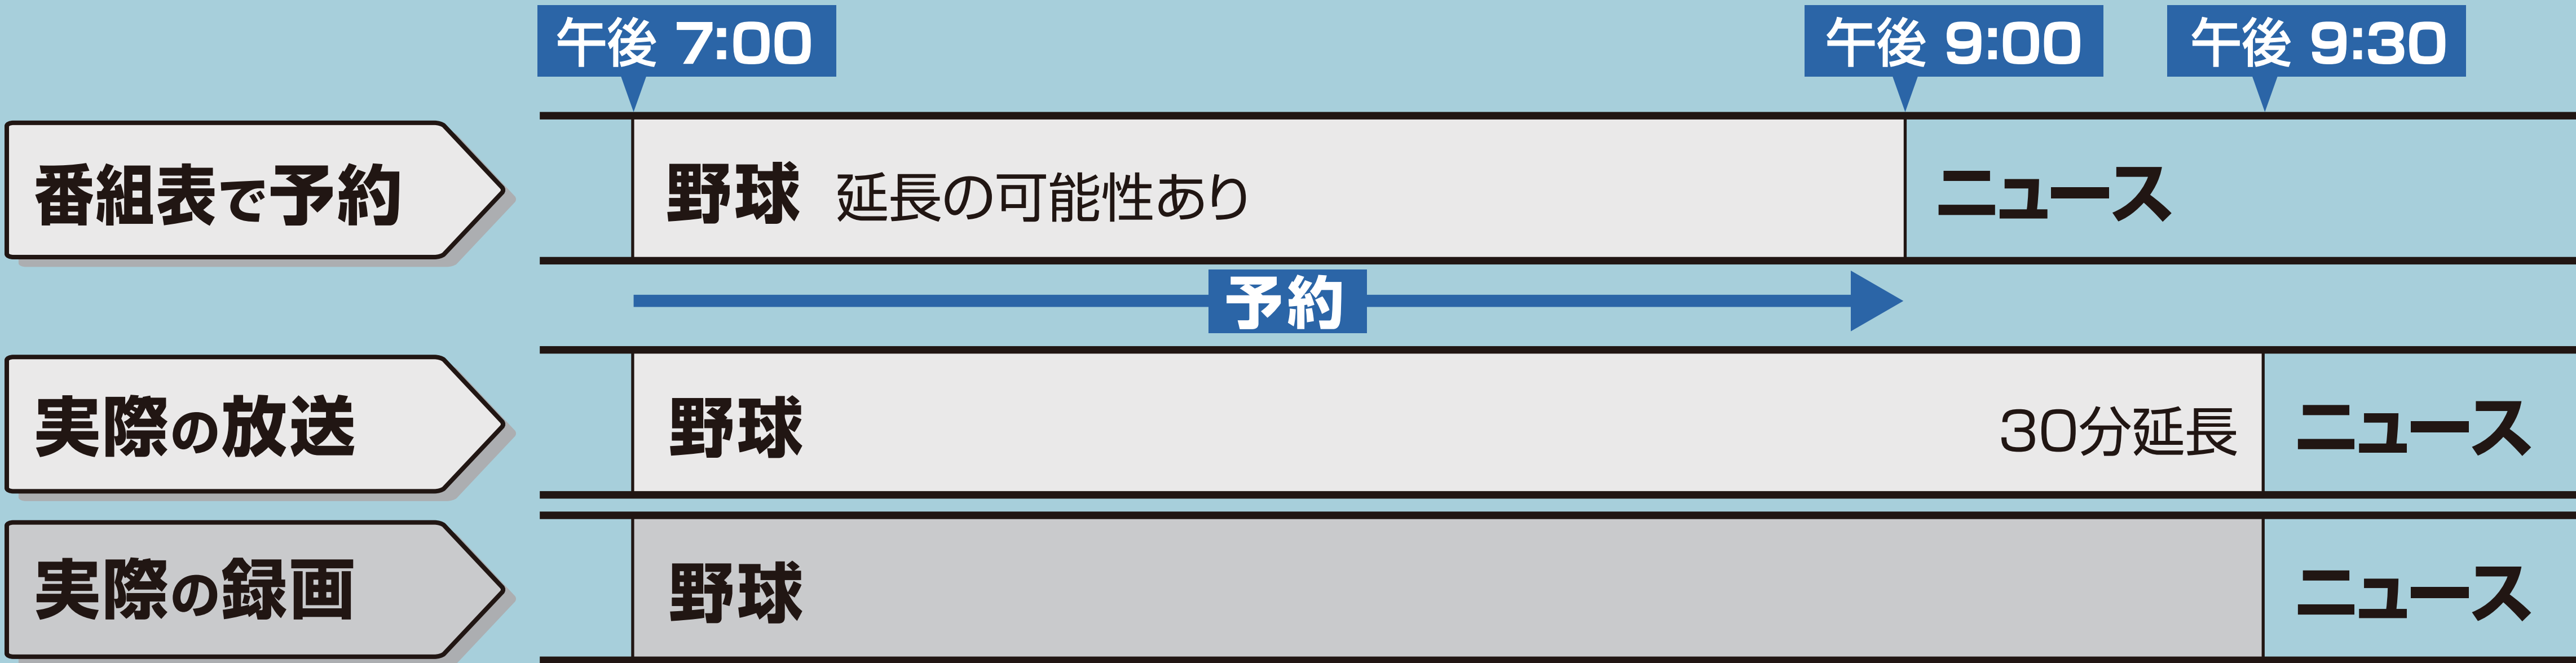 午後 7:00
午後 9:00
午後 9:30
番組表で予約
野球 延長の可能性あり
ニュース
予約
実際の放送
野球
30分延長
ニュース
実際の録画
野球
ニュース